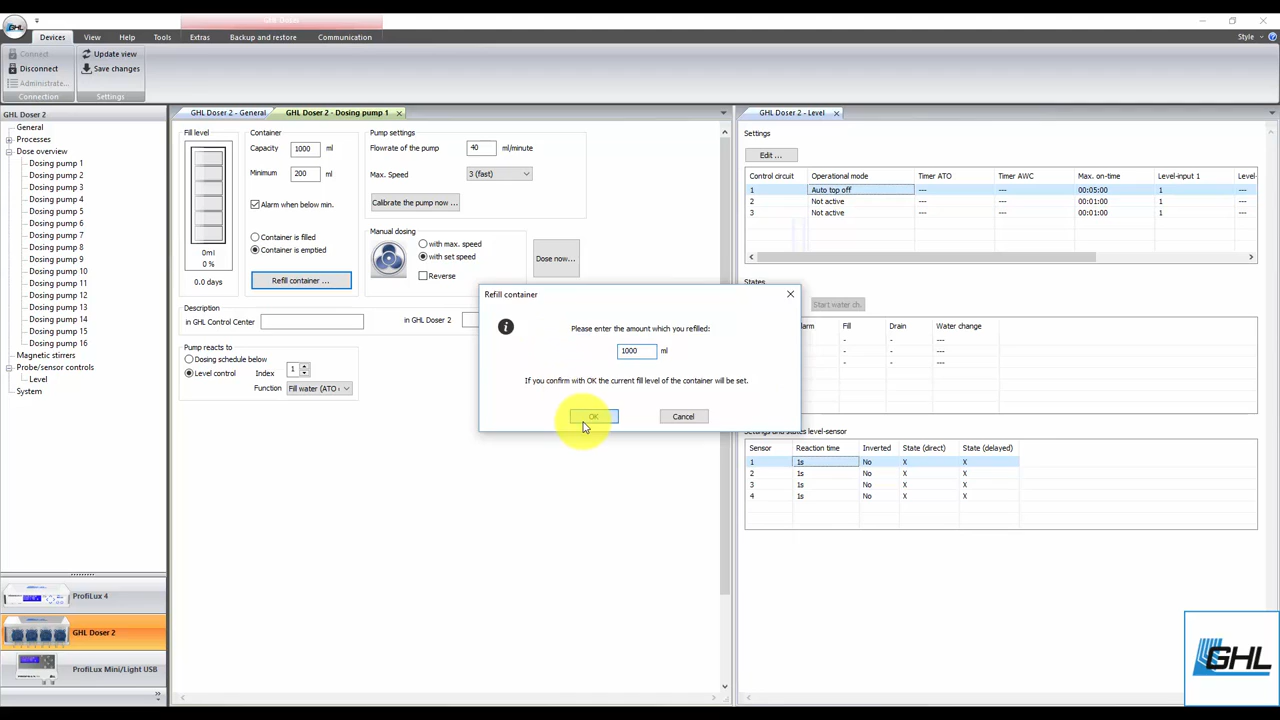 GHL
GHL Doser
Devices View Help Tools Extras Backup and restore Communication Style
Connect
Disconnect
Administrate...
Connection
Update view
Save changes
Settings
GHL Doser 2
General
Processes
Dose overview
Dosing pump 1
Dosing pump 2
Dosing pump 3
Dosing pump 4
Dosing pump 5
Dosing pump 6
Dosing pump 7
Dosing pump 8
Dosing pump 9
Dosing pump 10
Dosing pump 11
Dosing pump 12
Dosing pump 13
Dosing pump 14
Dosing pump 15
Dosing pump 16
Magnetic stirrers
Probe/sensor controls
Level
System
ProfiLux 4
GHL Doser 2
ProfiLux Mini/Light USB
GHL Doser 2 - General
GHL Doser 2 - Dosing pump 1
Fill level
0ml
0 %
0.0 days
Container
Capacity 1000 ml
Minimum 200 ml
Alarm when below min.
Container is filled
Container is emptied
Refill container ...
Pump settings
Flowrate of the pump 40 ml/minute
Max. Speed 3 (fast)
Calibrate the pump now ...
Manual dosing
with max. speed
with set speed
Reverse
Dose now...
Description
in GHL Control Center
in GHL Doser 2
Pump reacts to
Dosing schedule below
Level control Index 1
Function Fill water (ATO
Refill container
Please enter the amount which you refilled:
1000 ml
If you confirm with OK the current fill level of the container will be set.
OK Cancel
GHL Doser 2 - Level
Settings
Edit ...
Control circuit Operational mode Timer ATO Timer AWC Max. on-time Level-input 1 Level-
1 Auto top off --- --- 00:05:00 1 ---
2 Not active --- --- 00:01:00 1 ---
3 Not active --- --- 00:01:00 1 ---
States
Start water ch.
Fill Drain Water change
- - ---
- - ---
- - ---
Settings and states level-sensor
Sensor Reaction time Inverted State (direct) State (delayed)
1 1s No X X
2 1s No X X
3 1s No X X
4 1s No X X
GHL